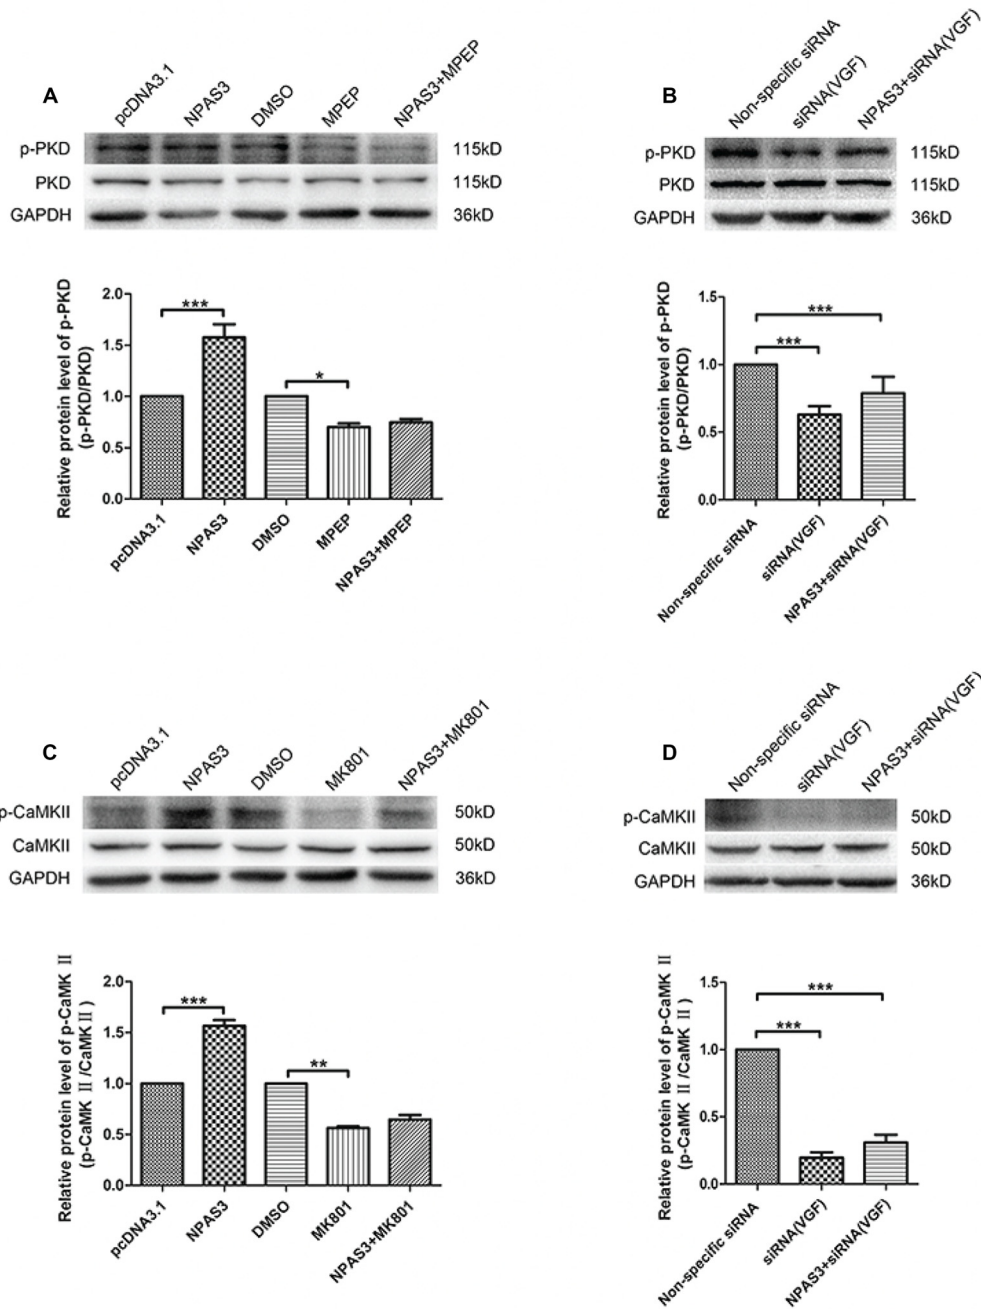 A
pcDNA3.1
NPAS3
DMSO
MPEP
NPAS3+MPEP
p-PKD 115kD
PKD 115kD
GAPDH 36kD
Relative protein level of p-PKD
(p-PKD/PKD)
2.0
1.5
1.0
0.5
0.0
***
*
pcDNA3.1
NPAS3
DMSO
MPEP
NPAS3+MPEP
B
Non-specific siRNA
siRNA(VGF)
NPAS3+siRNA(VGF)
p-PKD 115kD
PKD 115kD
GAPDH 36kD
Relative protein level of p-PKD
(p-PKD/PKD)
1.5
1.0
0.5
0.0
***
***
Non-specific siRNA
siRNA(VGF)
NPAS3+siRNA(VGF)
C
pcDNA3.1
NPAS3
DMSO
MK801
NPAS3+MK801
p-CaMKII 50kD
CaMKII 50kD
GAPDH 36kD
Relative protein level of p-CaMK II
(p-CaMK II /CaMK II )
2.0
1.5
1.0
0.5
0.0
***
**
pcDNA3.1
NPAS3
DMSO
MK801
NPAS3+MK801
D
Non-specific siRNA
siRNA(VGF)
NPAS3+siRNA(VGF)
p-CaMKII 50kD
CaMKII 50kD
GAPDH 36kD
Relative protein level of p-CaMK II
(p-CaMK II /CaMK II )
1.5
1.0
0.5
0.0
***
***
Non-specific siRNA
siRNA(VGF)
NPAS3+siRNA(VGF)